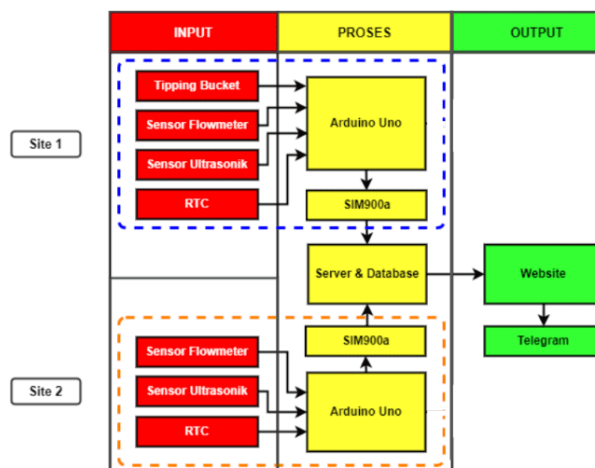 INPUT
PROSES
OUTPUT
Site 1
Tipping Bucket
Sensor Flowmeter
Sensor Ultrasonik
RTC
Arduino Uno
SIM900a
Server & Database
Website
Telegram
Site 2
Sensor Flowmeter
Sensor Ultrasonik
RTC
SIM900a
Arduino Uno